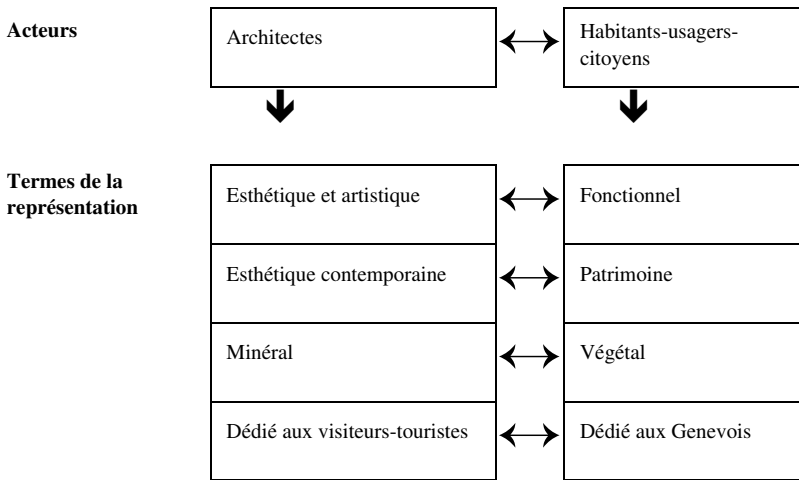 Acteurs
Architectes
Habitants-usagers-
citoyens
Termes de la
représentation
Esthétique et artistique
Fonctionnel
Esthétique contemporaine
Patrimoine
Minéral
Végétal
Dédié aux visiteurs-touristes
Dédié aux Genevois